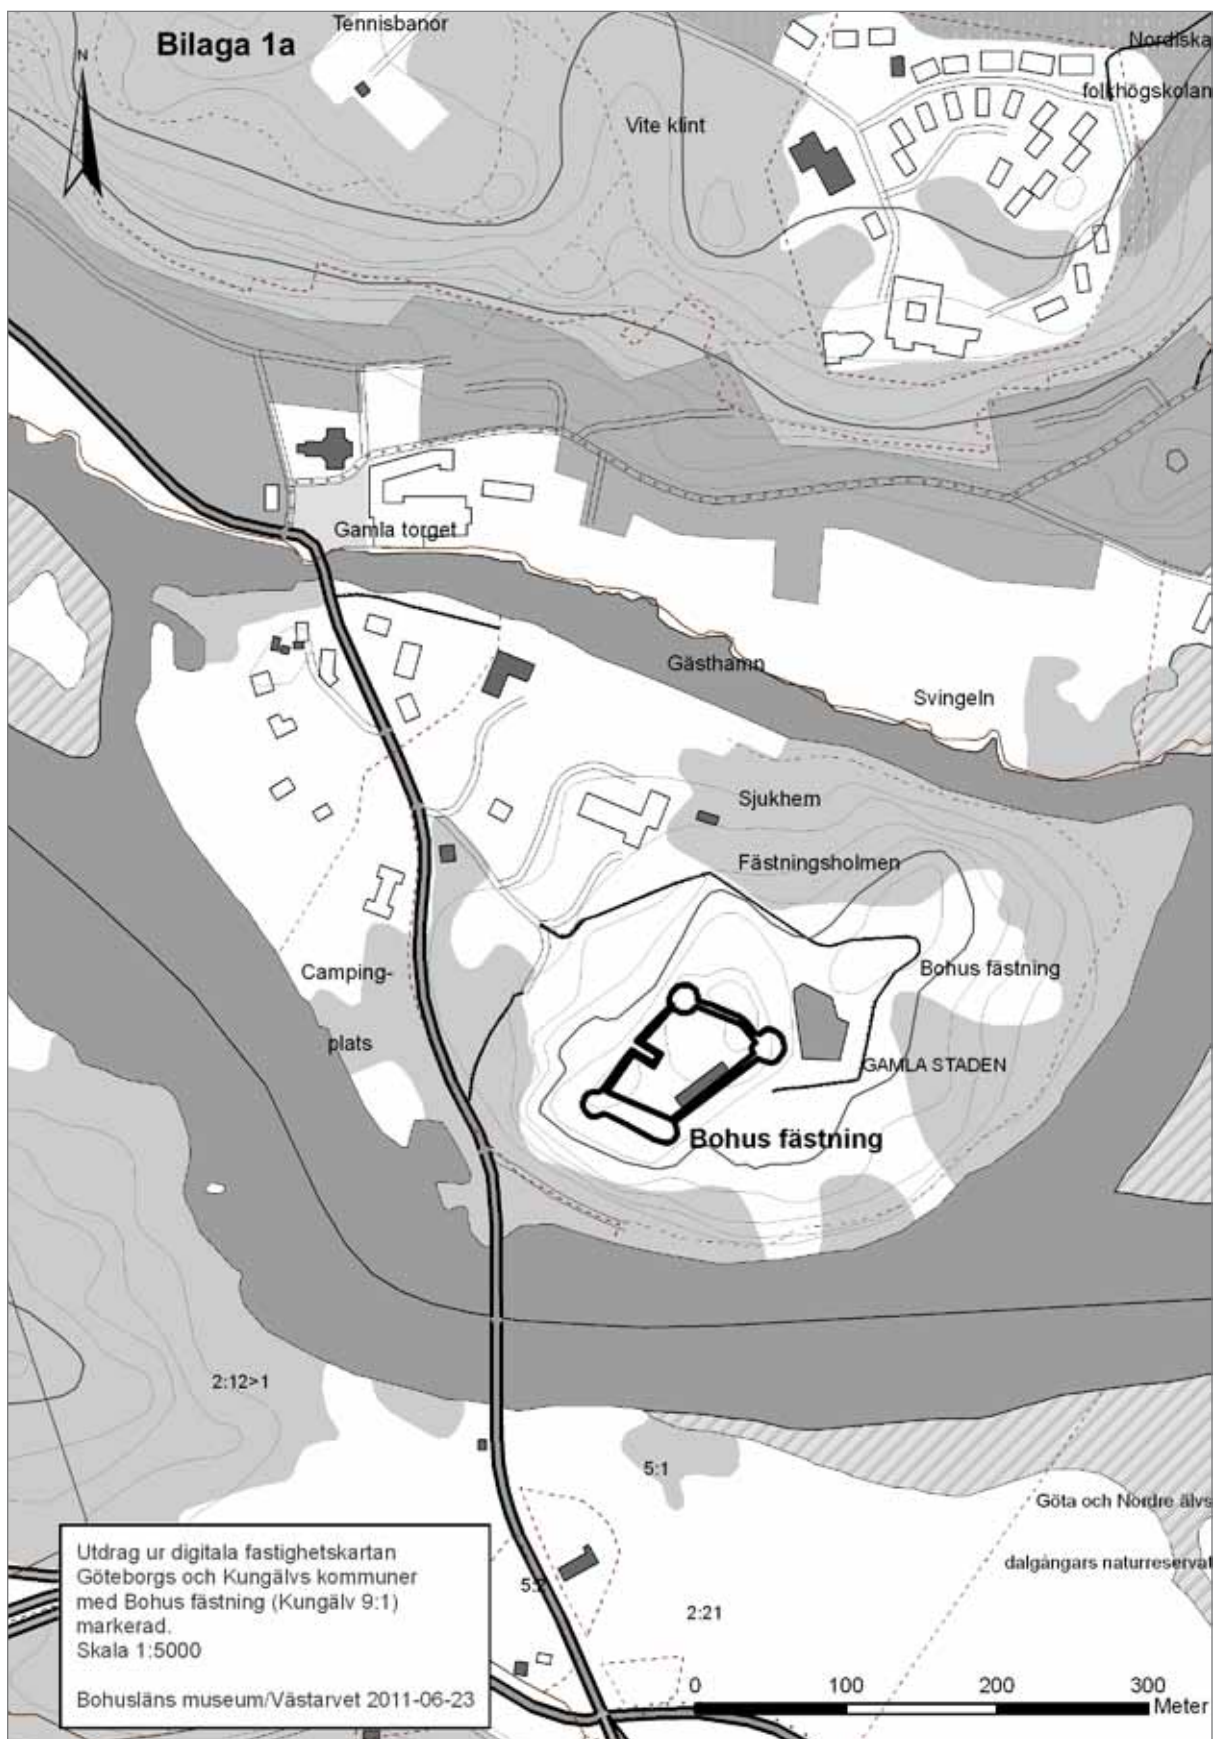 Tennisbanor
Bilaga 1a
Nordiska
N
folkhögskolan
Vite klint
Gamla torget
Gästhamn
Svingeln
Sjukhem
Fästningsholmen
Camping-
Bohus fästning
plats
GAMLA STADEN
Bohus fästning
2:12>1
5:1
Göta och Nordre älvs
dalgångars naturreservat
Utdrag ur digitala fastighetskartan
Göteborgs och Kungälvs kommuner
med Bohus fästning (Kungälv 9:1)
markerad.
Skala 1:5000
Bohusläns museum/Västarvet 2011-06-23
5:2
2:21
0 100 200 300
Meter